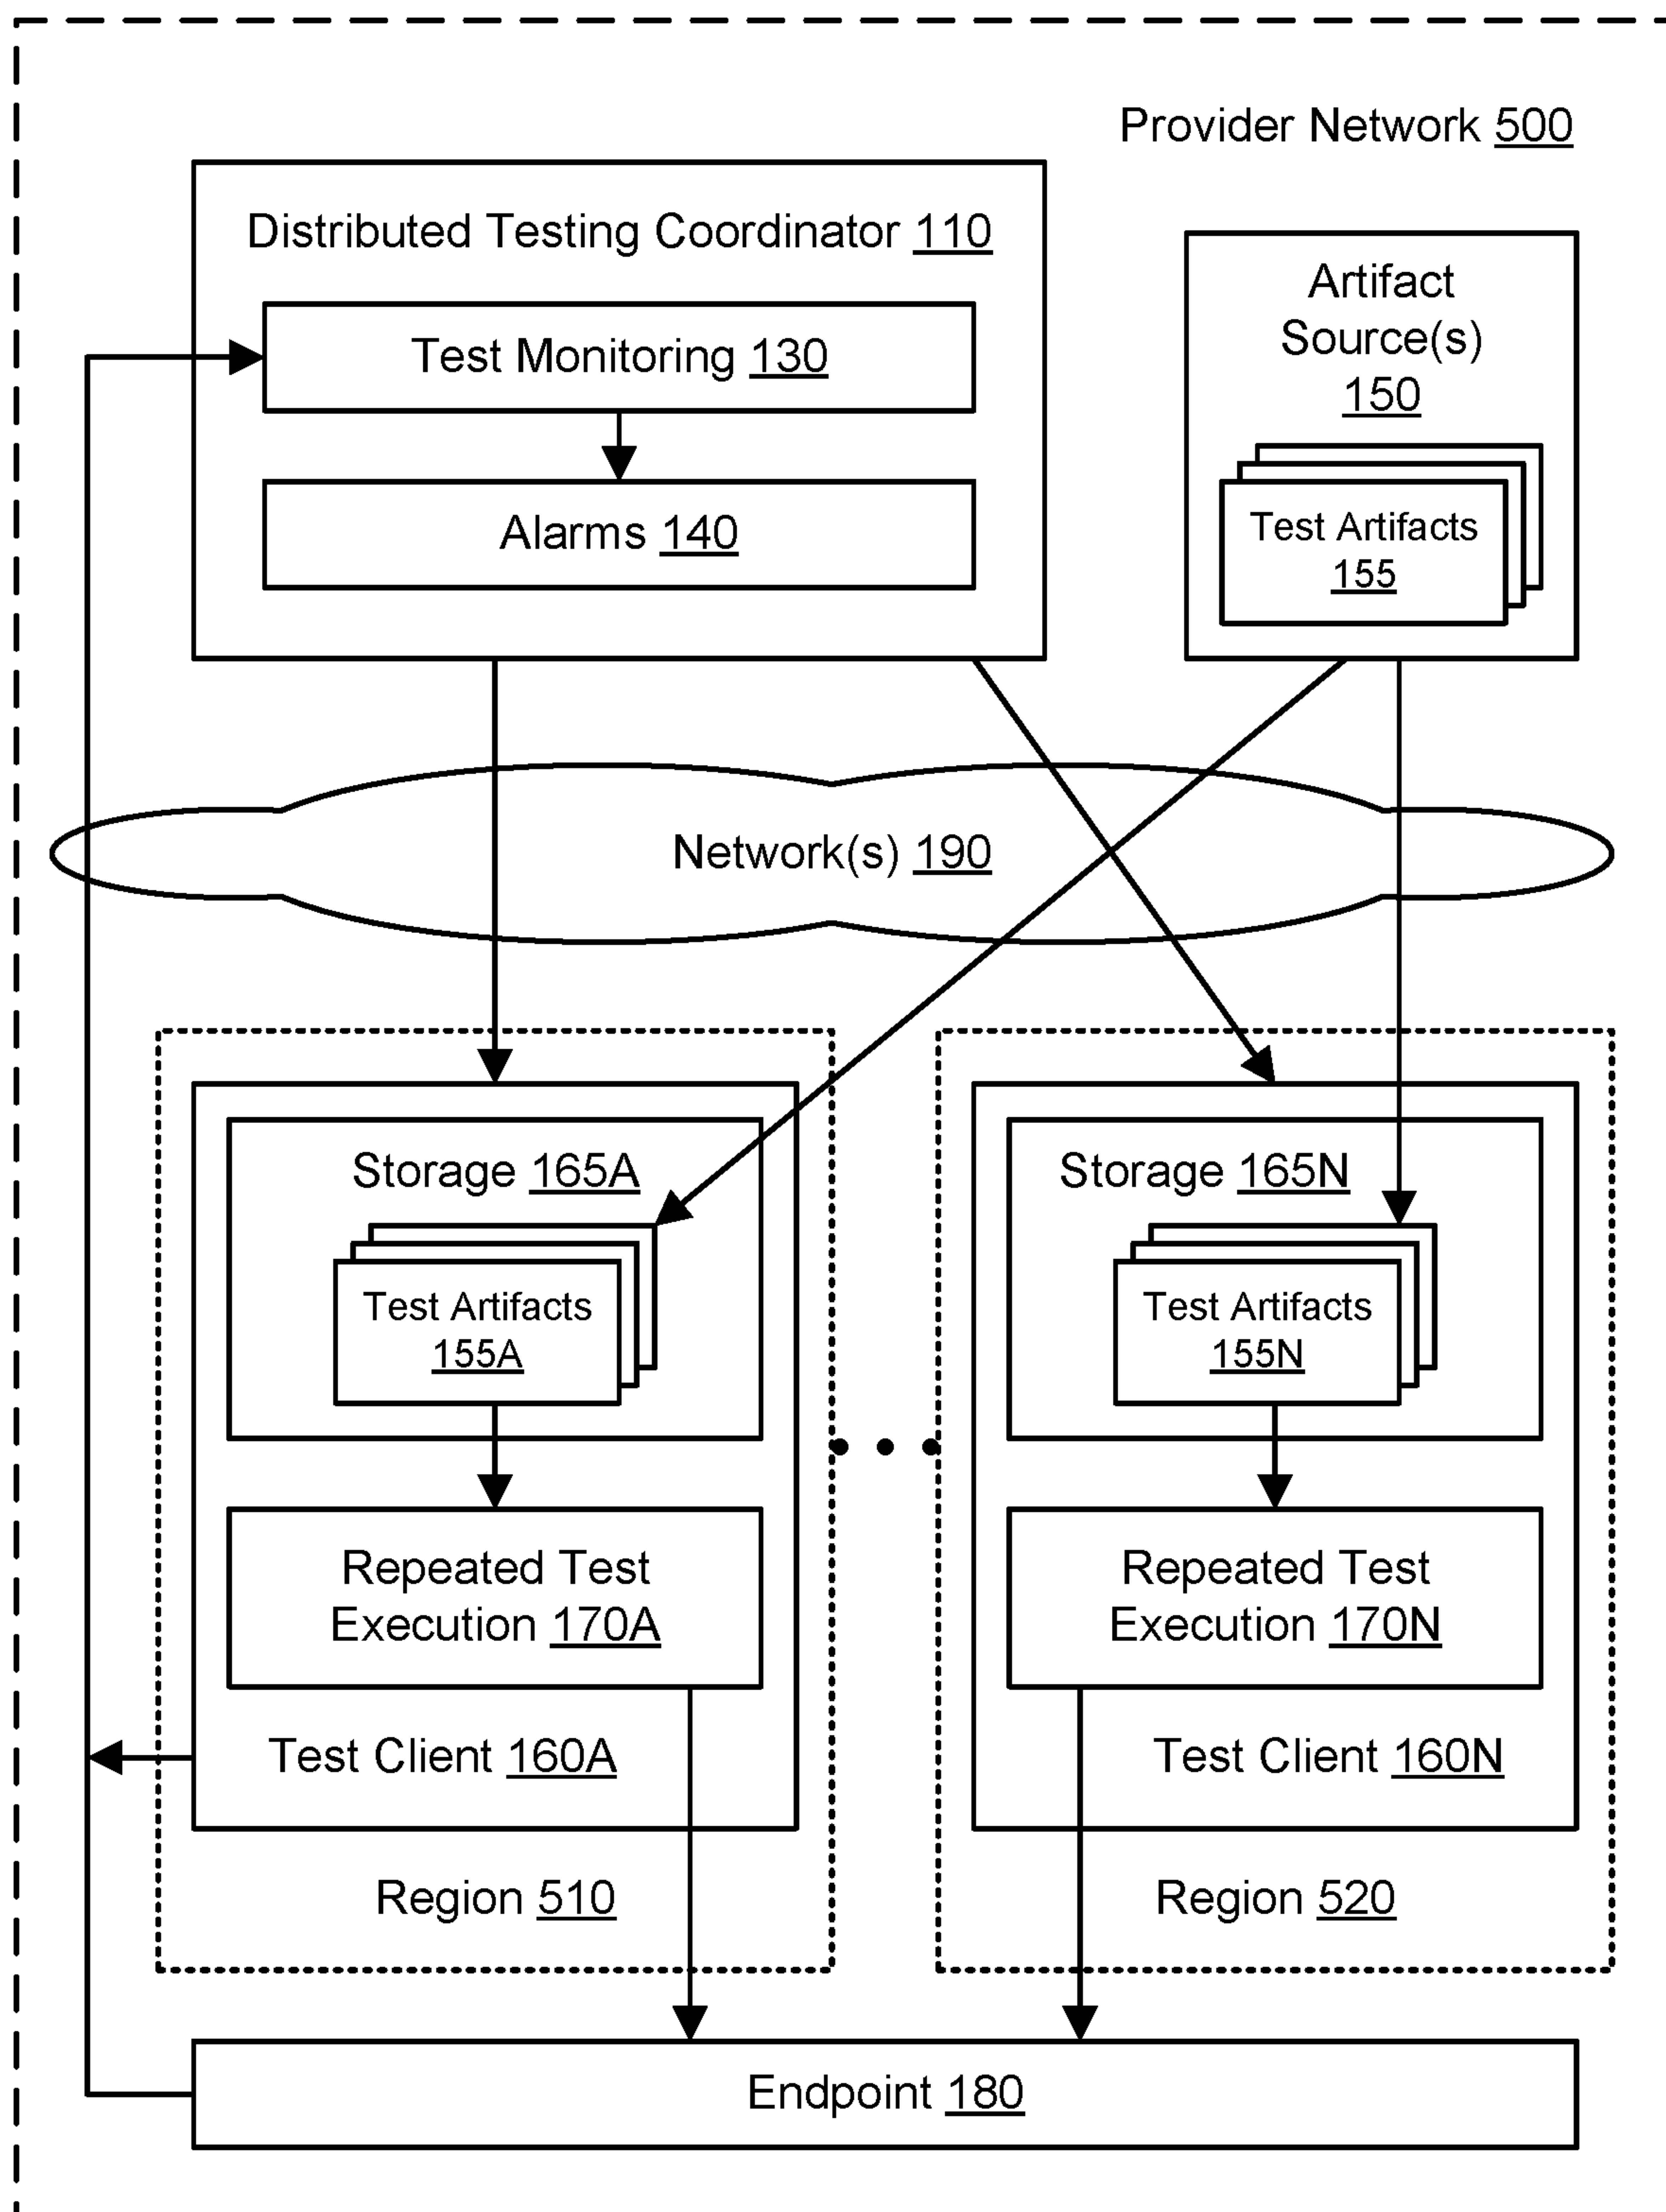 Provider Network 500
Distributed Testing Coordinator 110
Test Monitoring 130
Alarms 140
Artifact
Source(s)
150
Test Artifacts
155
Network(s) 190
Storage 165A
Test Artifacts
155A
Repeated Test
Execution 170A
Test Client 160A
Region 510
Storage 165N
Test Artifacts
155N
Repeated Test
Execution 170N
Test Client 160N
Region 520
Endpoint 180